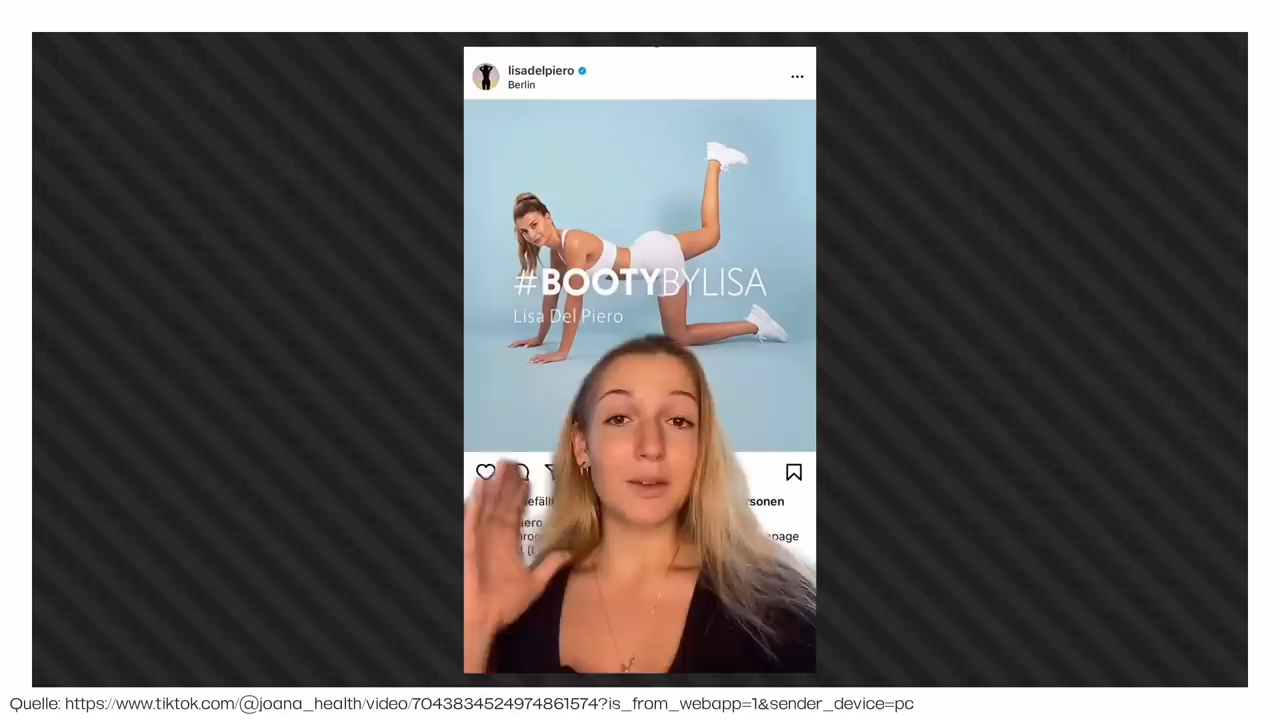 lisadelpiero
Berlin
#BOOTYBYLISA
Lisa Del Piero
Quelle: https://www.tiktok.com/@joana_health/video/7043834524974861574?is_from_webapp=1&sender_device=pc